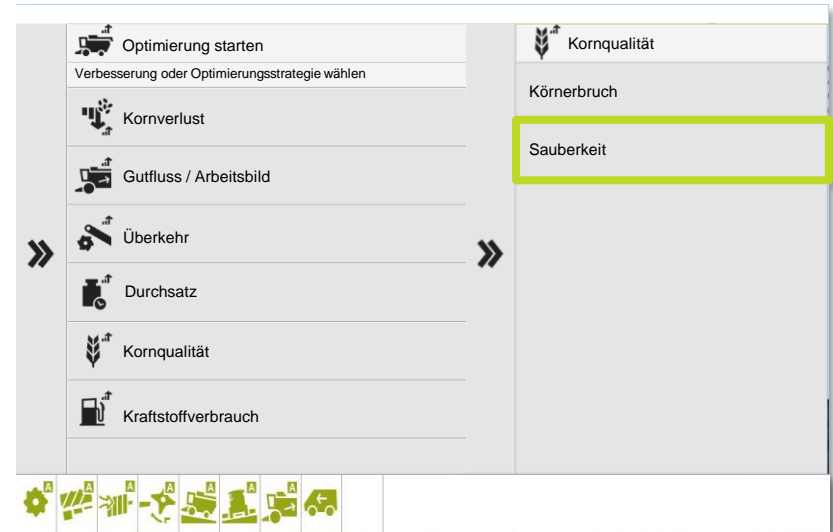 Optimierung starten
Verbesserung oder Optimierungsstrategie wählen
Kornverlust
Gutfluss / Arbeitsbild
Überkehr
Durchsatz
Kornqualität
Kraftstoffverbrauch
Kornqualität
Körnerbruch
Sauberkeit
A A A A A A A